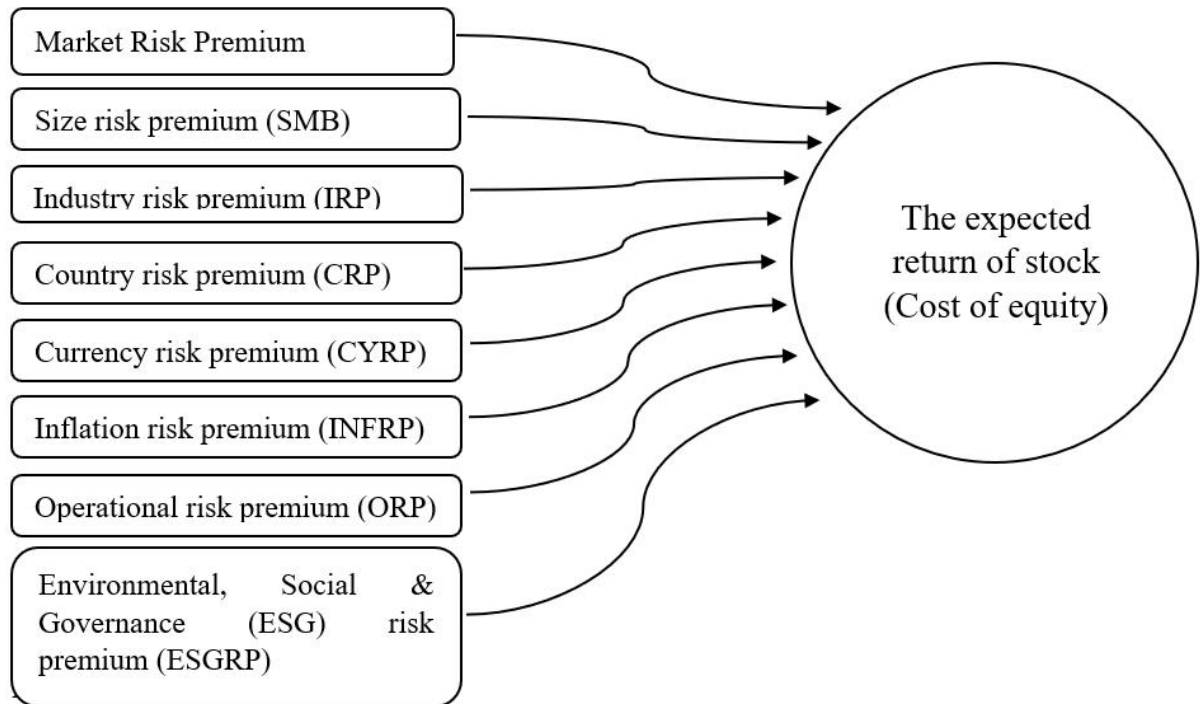 Market Risk Premium
Size risk premium (SMB)
Industry risk premium (IRP)
Country risk premium (CRP)
Currency risk premium (CYRP)
Inflation risk premium (INFRP)
Operational risk premium (ORP)
Environmental, Social &
Governance (ESG) risk
premium (ESGRP)
The expected
return of stock
(Cost of equity)